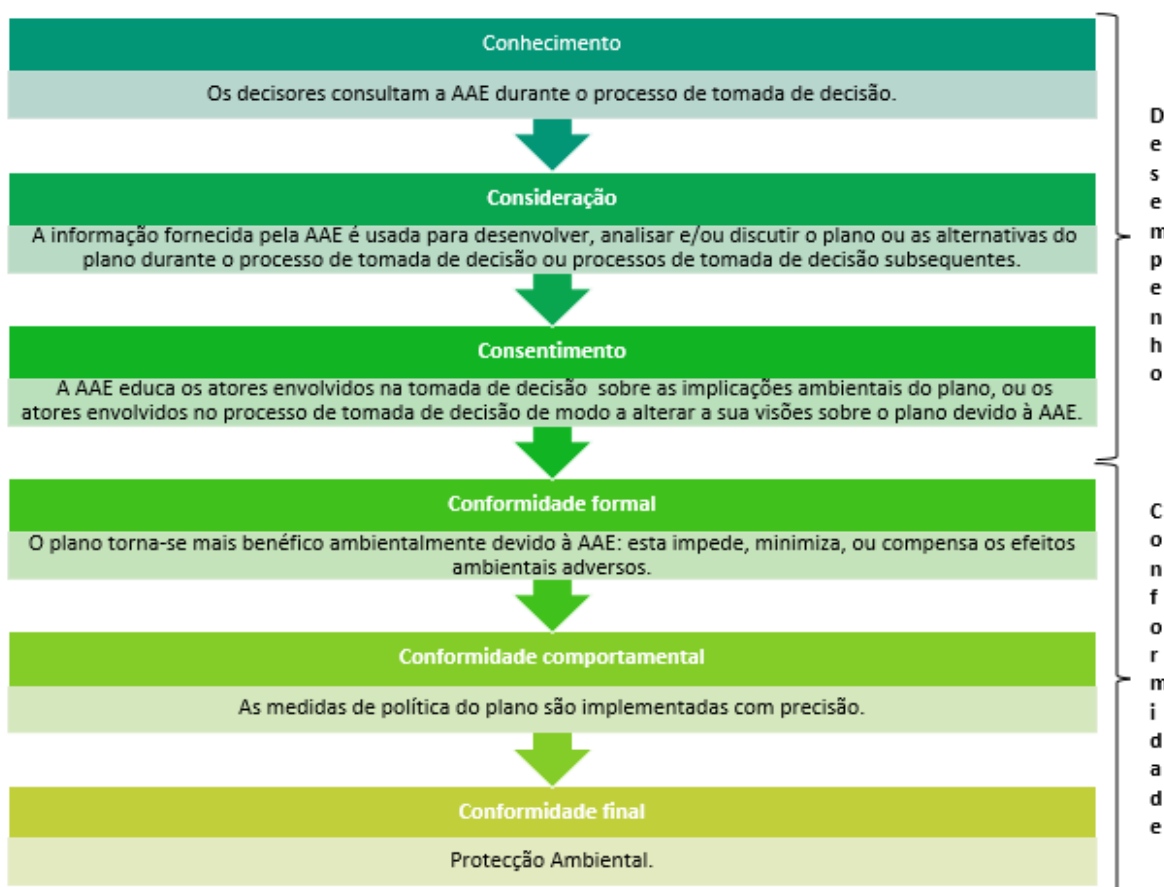 Conhecimento
Os decisores consultam a AAE durante o processo de tomada de decisão.
Consideração
A informação fornecida pela AAE é usada para desenvolver, analisar e/ou discutir o plano ou as alternativas do
plano durante o processo de tomada de decisão ou processos de tomada de decisão subsequentes.
Consentimento
A AAE educa os atores envolvidos na tomada de decisão sobre as implicações ambientais do plano, ou os
atores envolvidos no processo de tomada de decisão de modo a alterar a sua visões sobre o plano devido à AAE.
Desempenho
Conformidade formal
O plano torna-se mais benéfico ambientalmente devido à AAE: esta impede, minimiza, ou compensa os efeitos
ambientais adversos.
Conformidade comportamental
As medidas de política do plano são implementadas com precisão.
Conformidade final
Protecção Ambiental.
Conformidade